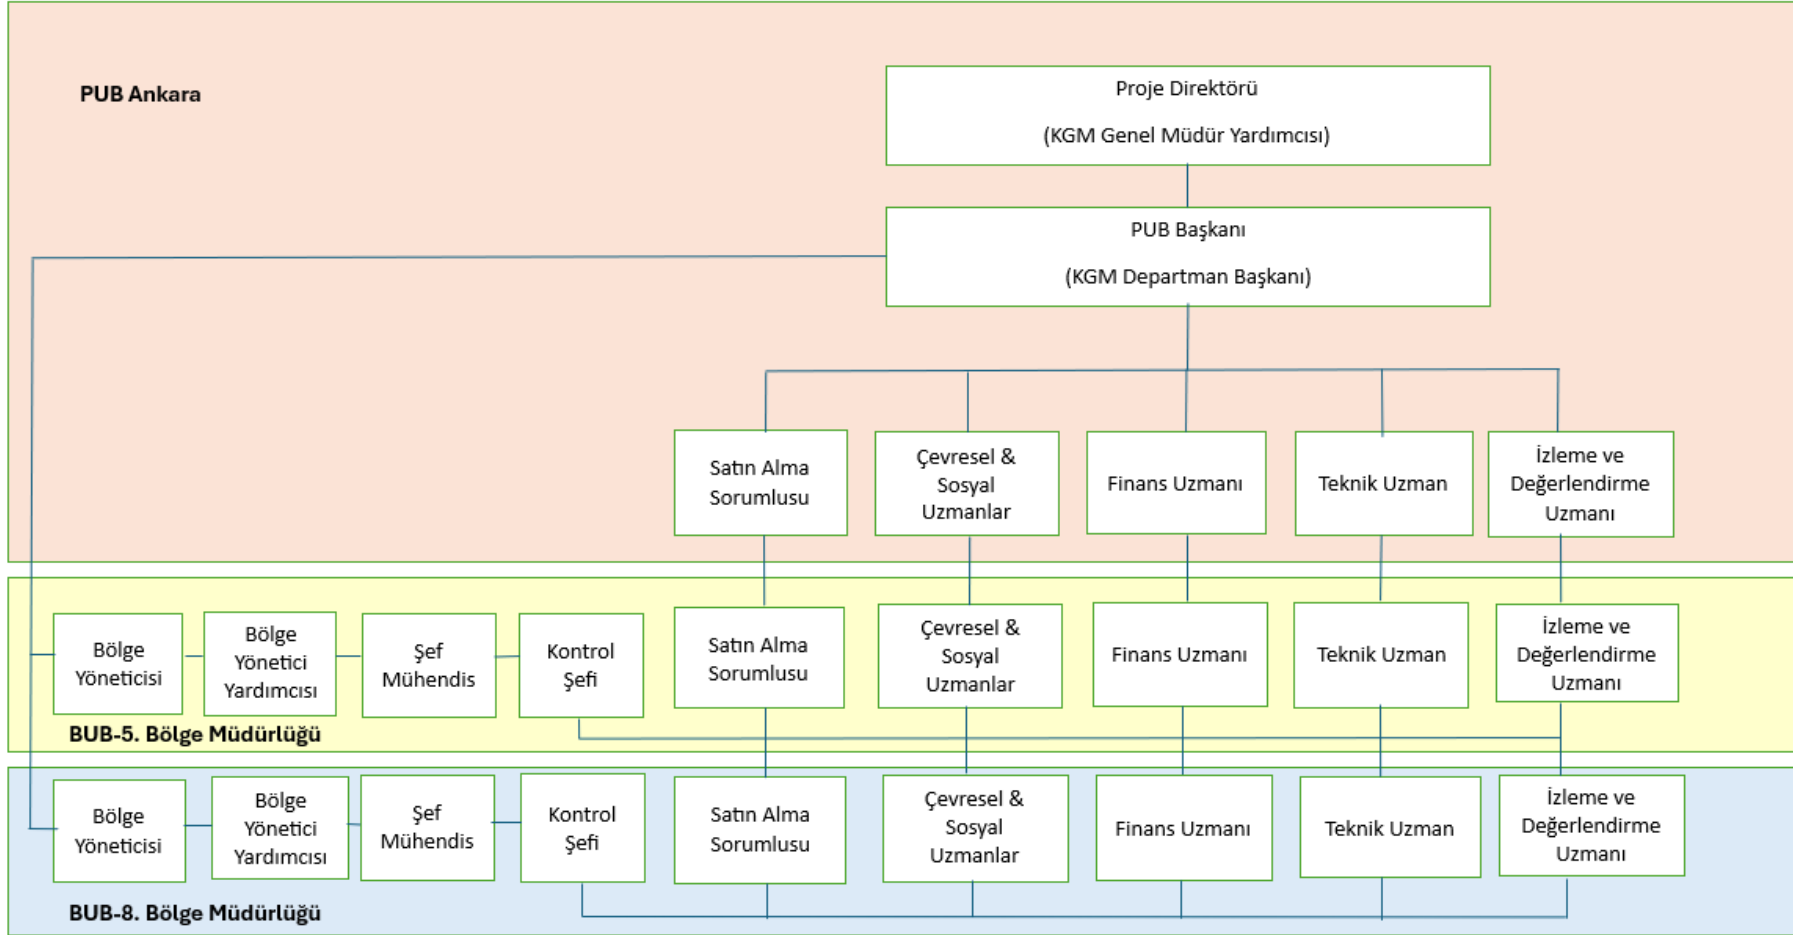 PUB Ankara
Proje Direktörü
(KGM Genel Müdür Yardımcısı)
PUB Başkanı
(KGM Departman Başkanı)
Satın Alma
Sorumlusu
Çevresel &
Sosyal
Uzmanlar
Finans Uzmanı
Teknik Uzman
İzleme ve
Değerlendirme
Uzmanı
Bölge
Yöneticisi
Bölge
Yönetici
Yardımcısı
Şef
Mühendis
Kontrol
Şefi
Satın Alma
Sorumlusu
Çevresel &
Sosyal
Uzmanlar
Finans Uzmanı
Teknik Uzman
İzleme ve
Değerlendirme
Uzmanı
BUB-5. Bölge Müdürlüğü
Bölge
Yöneticisi
Bölge
Yönetici
Yardımcısı
Şef
Mühendis
Kontrol
Şefi
Satın Alma
Sorumlusu
Çevresel &
Sosyal
Uzmanlar
Finans Uzmanı
Teknik Uzman
İzleme ve
Değerlendirme
Uzmanı
BUB-8. Bölge Müdürlüğü